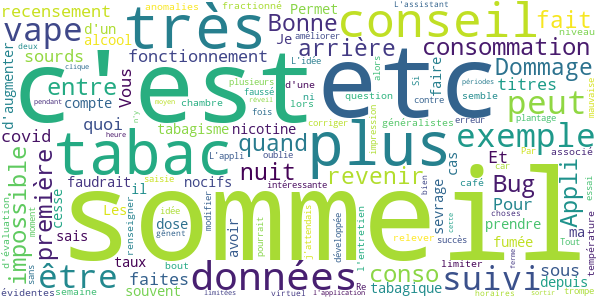 recensement
d'un
très
anomalies
fractionné
Permet
L'assistant
conseil
fait
niveau
deux
vape
alcool
Bonne
L'idée
améliorer
sourds
Je
arrière
consommation
d'augmenter
c'est
etc
fonctionnement
Vous
clique
entre
compte
plusieurs
d'une
alors
faire
Dommage
titres
mauvaise
chambre
faussé
réveil
ni
lors
question
Si
contre
semble
quoi
n'y
fois
pendant
moyen
covid
tabac
tabagisme
nicotine
généralistes
erreur
plantage
peut
heure
quand
plus
impression
corriger
oublie
Par
associé
exemple
impossible
première
faudrait
nocifs
il
L'appli
saisie
nuit
revenir
cas
café
car
essai
Et
Bug
Appli
intéressante
bien
cessé
sais
Les
idée
dose
gênent
modifier
avoir
sommeil
j'attendais
pourrait
développée
l'entretien
sevrage
cette
succès
Pour
ma
prendre
choses
fumée
Tout
température
être
renseigner
relever
d'évaluation
moment
sans
taux
bout
tabagique
données
conso
suivi
limiter
ferme
sous
depuis
évidentes
semaine
faites
souvent
limitées
virtuel
l'application
Re
horaires
sortir
trompe
périodes